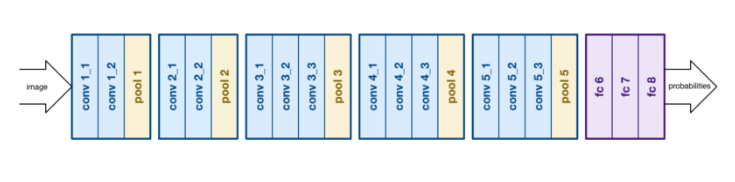 image
conv 1_1
conv 1_2
pool 1
conv 2_1
conv 2_2
pool 2
conv 3_1
conv 3_2
conv 3_3
pool 3
conv 4_1
conv 4_2
conv 4_3
pool 4
conv 5_1
conv 5_2
conv 5_3
pool 5
fc 6
fc 7
fc 8
probabilities